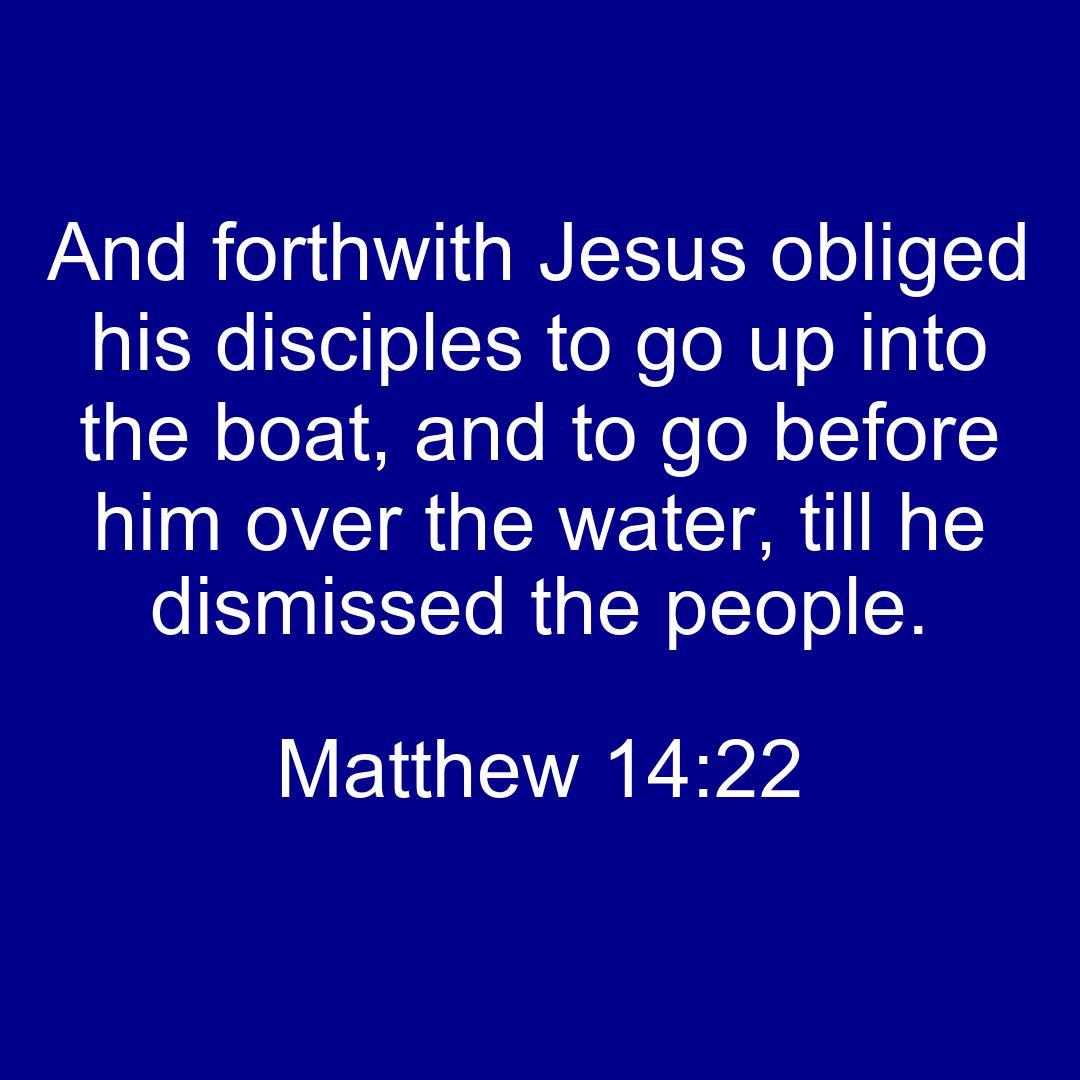 And forthwith Jesus obliged
his disciples to go up into
the boat, and to go before
him over the water, till he
dismissed the people.
Matthew 14:22